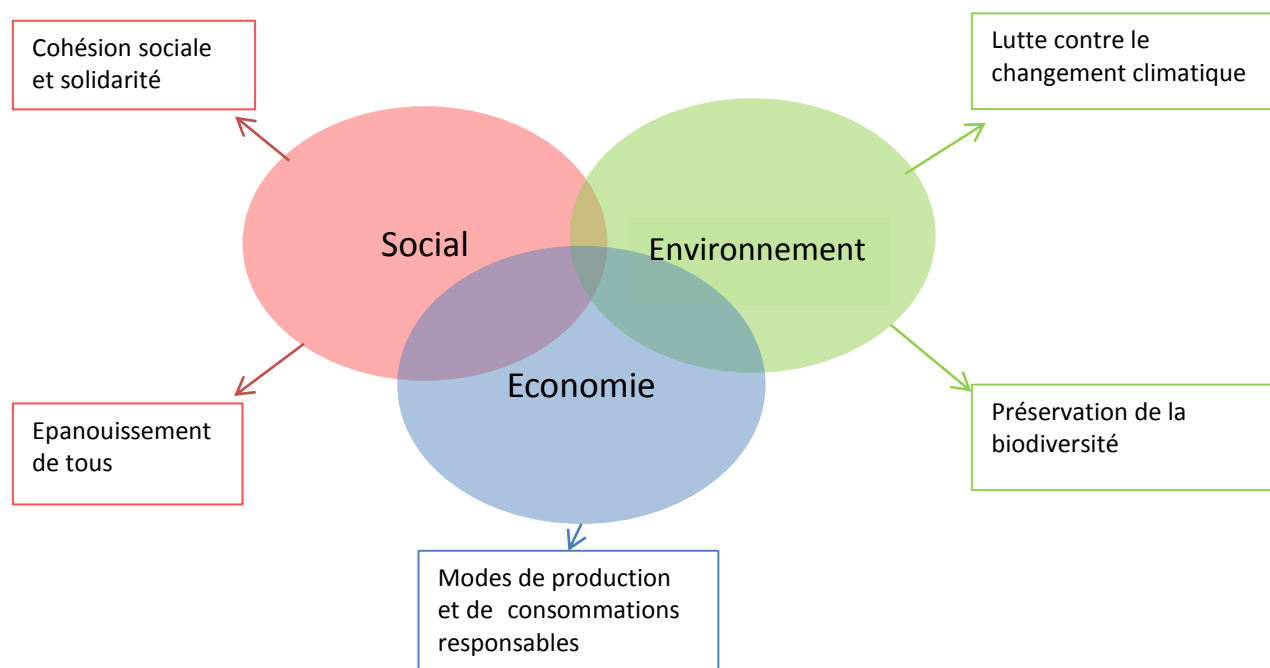 Cohésion sociale
et solidarité
Lutte contre le
changement climatique
Social
Environnement
Economie
Epanouissement
de tous
Préservation de la
biodiversité
Modes de production
et de consommations
responsables